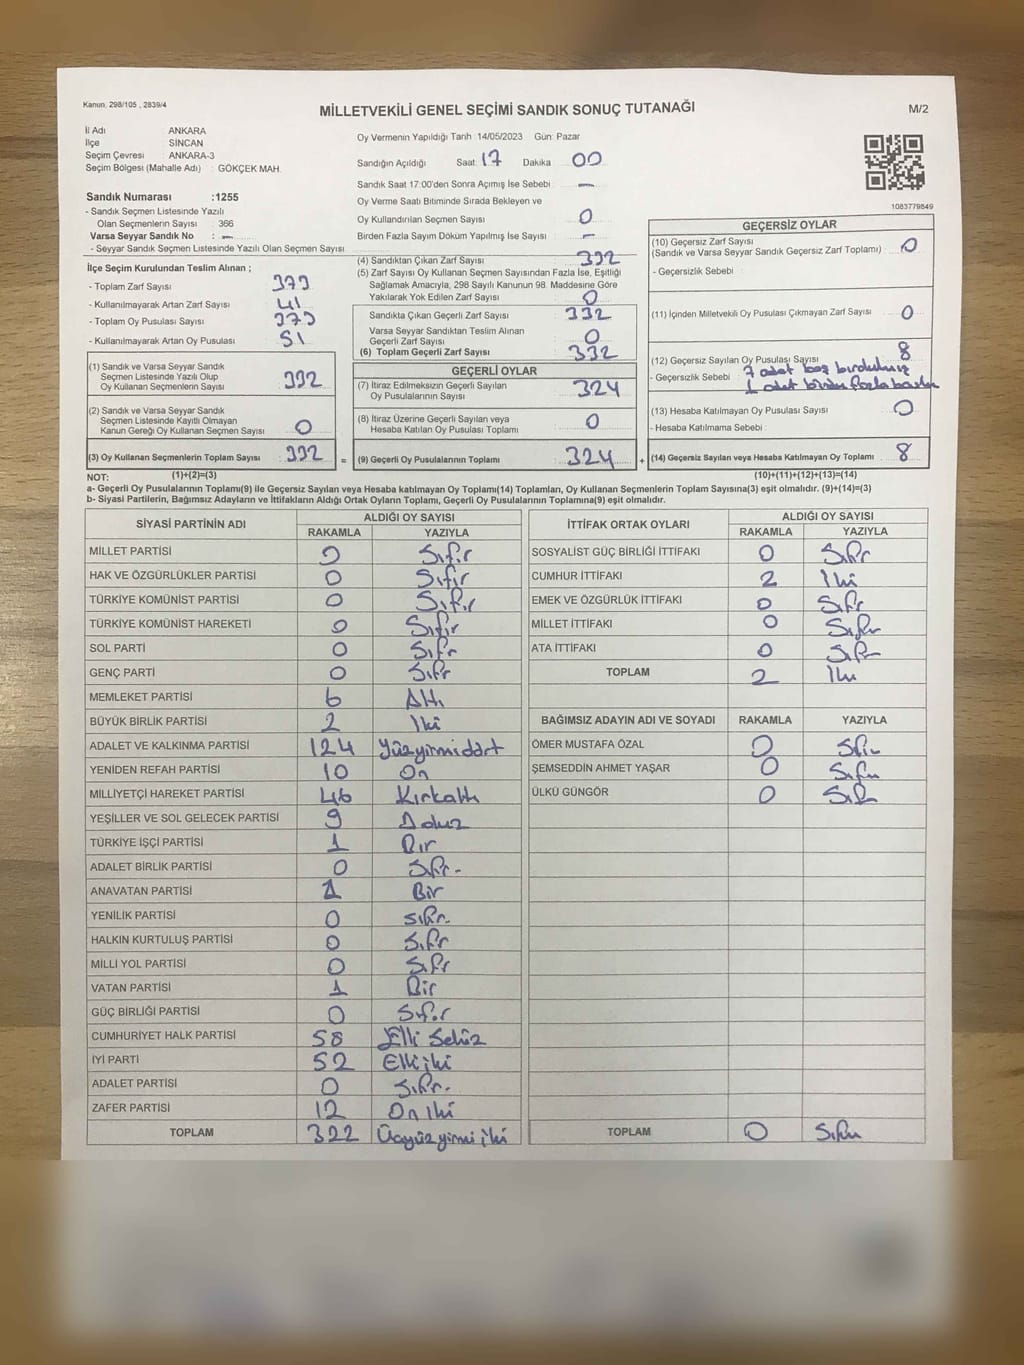 Kanun, 298/105 , 2839/4
MİLLETVEKİLİ GENEL SEÇİMİ SANDIK SONUÇ TUTANAĞI
M/2
İl Adı : ANKARA
İlçe : SİNCAN
Seçim Çevresi : ANKARA-3
Seçim Bölgesi (Mahalle Adı) : GÖKÇEK MAH.
Oy Vermenin Yapıldığı Tarih :14/05/2023 Gün: Pazar
Sandığın Açıldığı Saat 17 Dakika 00
Sandık Saat 17:00'den Sonra Açımış İse Sebebi : —
Oy Verme Saati Bitiminde Sırada Bekleyen ve
Oy Kullandırılan Seçmen Sayısı : 0
Birden Fazla Sayım Döküm Yapılmış İse Sayısı : —
1083779849
Sandık Numarası :1255
- Sandık Seçmen Listesinde Yazılı
Olan Seçmenlerin Sayısı : 366
Varsa Seyyar Sandık No : —
- Seyyar Sandık Seçmen Listesinde Yazılı Olan Seçmen Sayısı
İlçe Seçim Kurulundan Teslim Alınan ;
- Toplam Zarf Sayısı : 373
- Kullanılmayarak Artan Zarf Sayısı : 41
- Toplam Oy Pusulası Sayısı : 373
- Kullanılmayarak Artan Oy Pusulası : 51
(1) Sandık ve Varsa Seyyar Sandık
Seçmen Listesinde Yazılı Olup
Oy Kullanan Seçmenlerin Sayısı : 332
(2) Sandık ve Varsa Seyyar Sandık
Seçmen Listesinde Kayıtlı Olmayan
Kanun Gereği Oy Kullanan Seçmen Sayısı : 0
(3) Oy Kullanan Seçmenlerin Toplam Sayısı : 332 =
(4) Sandıktan Çıkan Zarf Sayısı : 332
(5) Zarf Sayısı Oy Kullanan Seçmen Sayısından Fazla İse, Eşitliği
Sağlamak Amacıyla, 298 Sayılı Kanunun 98. Maddesine Göre
Yakılarak Yok Edilen Zarf Sayısı : 0
Sandıkta Çıkan Geçerli Zarf Sayısı : 332
Varsa Seyyar Sandıktan Teslim Alınan
Geçerli Zarf Sayısı : 0
(6) Toplam Geçerli Zarf Sayısı : 332
GEÇERLİ OYLAR
(7) İtiraz Edilmeksizin Geçerli Sayılan
Oy Pusulalarının Sayısı : 324
(8) İtiraz Üzerine Geçerli Sayılan veya
Hesaba Katılan Oy Pusulası Toplamı : 0
(9) Geçerli Oy Pusulalarının Toplamı : 324 +
GEÇERSİZ OYLAR
(10) Geçersiz Zarf Sayısı
(Sandık ve Varsa Seyyar Sandık Geçersiz Zarf Toplamı) : 0
- Geçersizlik Sebebi :
(11) İçinden Milletvekili Oy Pusulası Çıkmayan Zarf Sayısı : 0
(12) Geçersiz Sayılan Oy Pusulası Sayısı : 8
- Geçersizlik Sebebi : 7 adet boş
1 adet birden fazla
(13) Hesaba Katılmayan Oy Pusulası Sayısı : 0
- Hesaba Katılmama Sebebi :
(14) Geçersiz Sayılan veya Hesaba Katılmayan Oy Toplamı : 8
NOT: (1)+(2)=(3) (10)+(11)+(12)+(13)=(14)
a- Geçerli Oy Pusulalarının Toplamı(9) ile Geçersiz Sayılan veya Hesaba katılmayan Oy Toplamı(14) Toplamları, Oy Kullanan Seçmenlerin Toplam Sayısına(3) eşit olmalıdır. (9)+(14)=(3)
b- Siyasi Partilerin, Bağımsız Adayların ve İttifakların Aldığı Ortak Oyların Toplamı, Geçerli Oy Pusulalarının Toplamına(9) eşit olmalıdır.
SİYASİ PARTİNİN ADI ALDIĞI OY SAYISI
RAKAMLA YAZIYLA
MİLLET PARTİSİ 0 Sıfır
HAK VE ÖZGÜRLÜKLER PARTİSİ 0 Sıfır
TÜRKİYE KOMÜNİST PARTİSİ 0 Sıfır
TÜRKİYE KOMÜNİST HAREKETİ 0 Sıfır
SOL PARTİ 0 Sıfır
GENÇ PARTİ 0 Sıfır
MEMLEKET PARTİSİ 6 Altı
BÜYÜK BİRLİK PARTİSİ 2 İki
ADALET VE KALKINMA PARTİSİ 124 Yüzyirmidört
YENİDEN REFAH PARTİSİ 10 On
MİLLİYETÇİ HAREKET PARTİSİ 46 Kırkaltı
YEŞİLLER VE SOL GELECEK PARTİSİ 9 Dokuz
TÜRKİYE İŞÇİ PARTİSİ 1 Bir
ADALET BİRLİK PARTİSİ 0 Sıfır
ANAVATAN PARTİSİ 1 Bir
YENİLİK PARTİSİ 0 Sıfır
HALKIN KURTULUŞ PARTİSİ 0 Sıfır
MİLLİ YOL PARTİSİ 0 Sıfır
VATAN PARTİSİ 1 Bir
GÜÇ BİRLİĞİ PARTİSİ 0 Sıfır
CUMHURİYET HALK PARTİSİ 58 Elli Sekiz
İYİ PARTİ 52 Elli iki
ADALET PARTİSİ 0 Sıfır
ZAFER PARTİSİ 12 On İki
TOPLAM 322 Üçyüzyirmi iki
İTTİFAK ORTAK OYLARI ALDIĞI OY SAYISI
RAKAMLA YAZIYLA
SOSYALİST GÜÇ BİRLİĞİ İTTİFAKI 0 Sıfır
CUMHUR İTTİFAKI 2 İki
EMEK VE ÖZGÜRLÜK İTTİFAKI 0 Sıfır
MİLLET İTTİFAKI 0 Sıfır
ATA İTTİFAKI 0 Sıfır
TOPLAM 2 İki
BAĞIMSIZ ADAYIN ADI VE SOYADI RAKAMLA YAZIYLA
ÖMER MUSTAFA ÖZAL 0 Sıfır
ŞEMSEDDİN AHMET YAŞAR 0 Sıfır
ÜLKÜ GÜNGÖR 0 Sıfır
TOPLAM 0 Sıfır